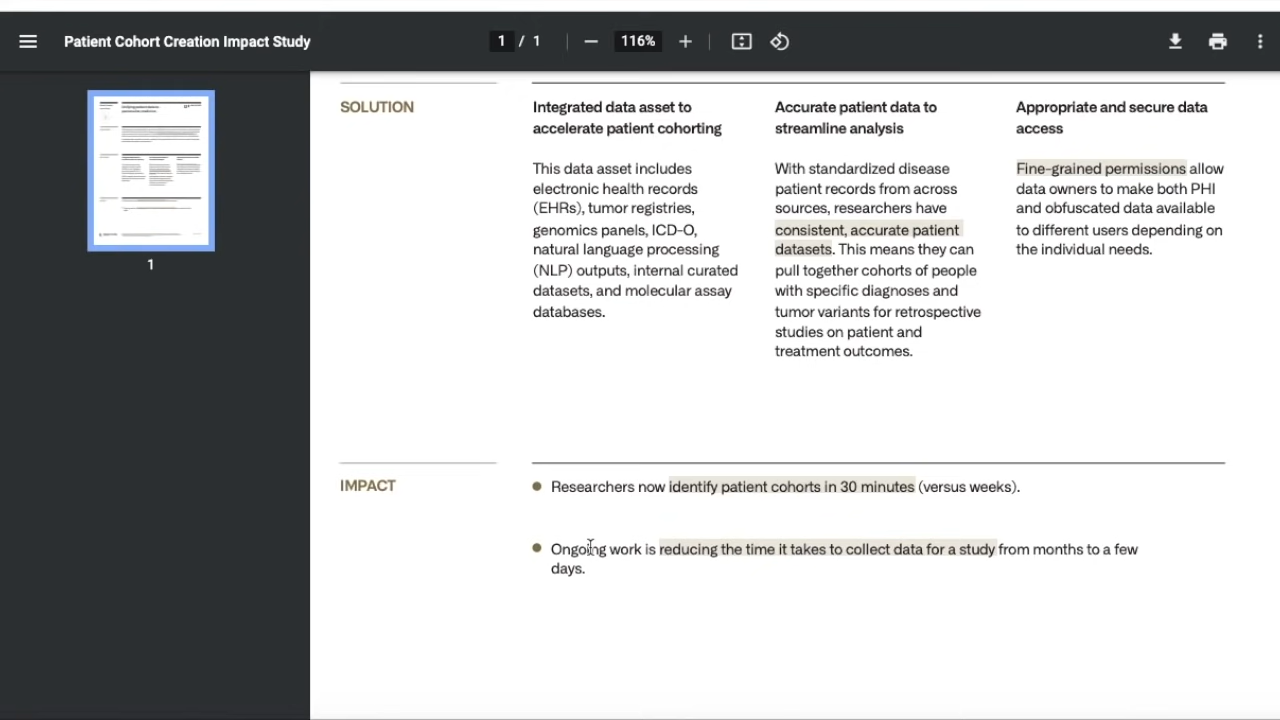 Patient Cohort Creation Impact Study
1 / 1
116%
1
SOLUTION
Integrated data asset to
accelerate patient cohorting
This data asset includes
electronic health records
(EHRs), tumor registries,
genomics panels, ICD-O,
natural language processing
(NLP) outputs, internal curated
datasets, and molecular assay
databases.
Accurate patient data to
streamline analysis
With standardized disease
patient records from across
sources, researchers have
consistent, accurate patient
datasets. This means they can
pull together cohorts of people
with specific diagnoses and
tumor variants for retrospective
studies on patient and
treatment outcomes.
Appropriate and secure data
access
Fine-grained permissions allow
data owners to make both PHI
and obfuscated data available
to different users depending on
the individual needs.
IMPACT
Researchers now identify patient cohorts in 30 minutes (versus weeks).
Ongoing work is reducing the time it takes to collect data for a study from months to a few
days.